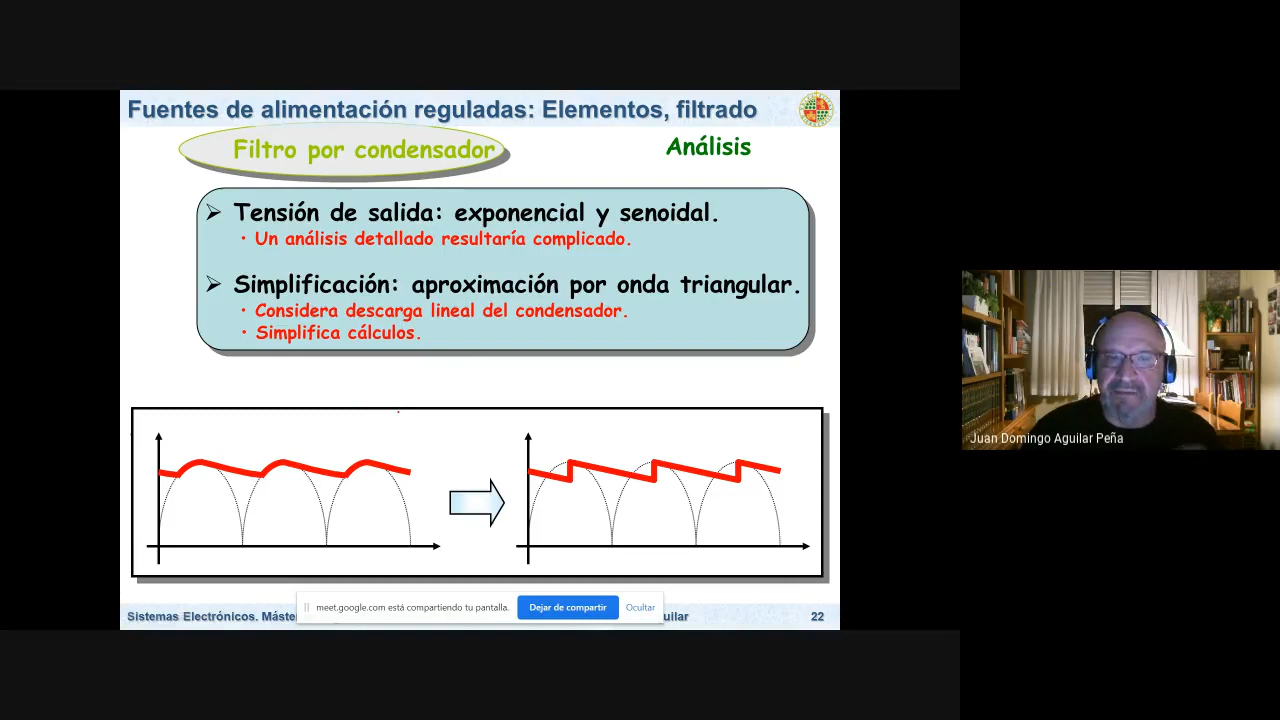 Fuentes de alimentación reguladas: Elementos, filtrado
Filtro por condensador
Análisis
➢ Tensión de salida: exponencial y senoidal.
• Un análisis detallado resultaría complicado.
➢ Simplificación: aproximación por onda triangular.
• Considera descarga lineal del condensador.
• Simplifica cálculos.
Juan Domingo Aguilar Peña
meet.google.com está compartiendo tu pantalla.
Dejar de compartir
Ocultar
Sistemas Electrónicos.
22